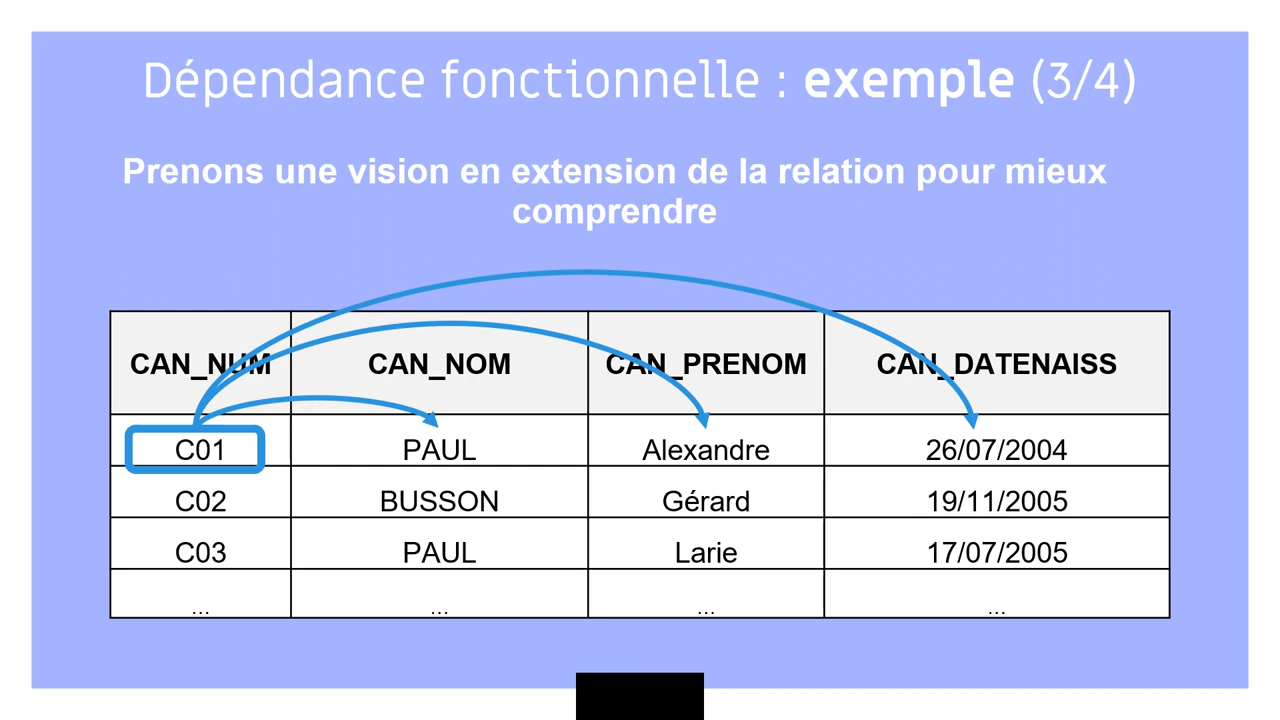 Dépendance fonctionnelle : exemple (3/4)
Prenons une vision en extension de la relation pour mieux
comprendre
CAN_NUM CAN_NOM CAN_PRENOM CAN_DATENAISS
C01 PAUL Alexandre 26/07/2004
C02 BUSSON Gérard 19/11/2005
C03 PAUL Larie 17/07/2005
... ... ... ...